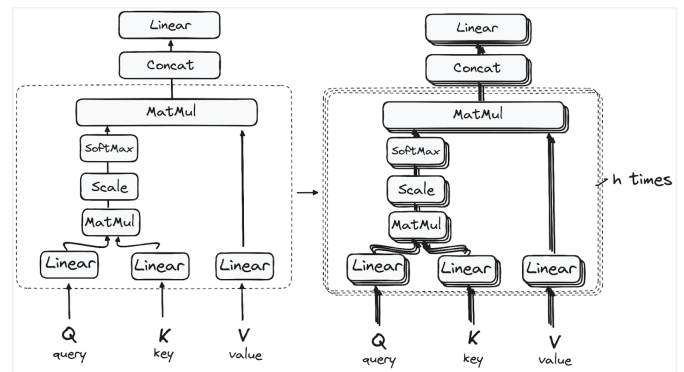 Linear
Concat
MatMul
SoftMax
Scale
MatMul
Linear Linear Linear
Q K V
query key value
Linear
Concat
MatMul
SoftMax
Scale
MatMul
Linear Linear Linear
Q K V
query key value
h times